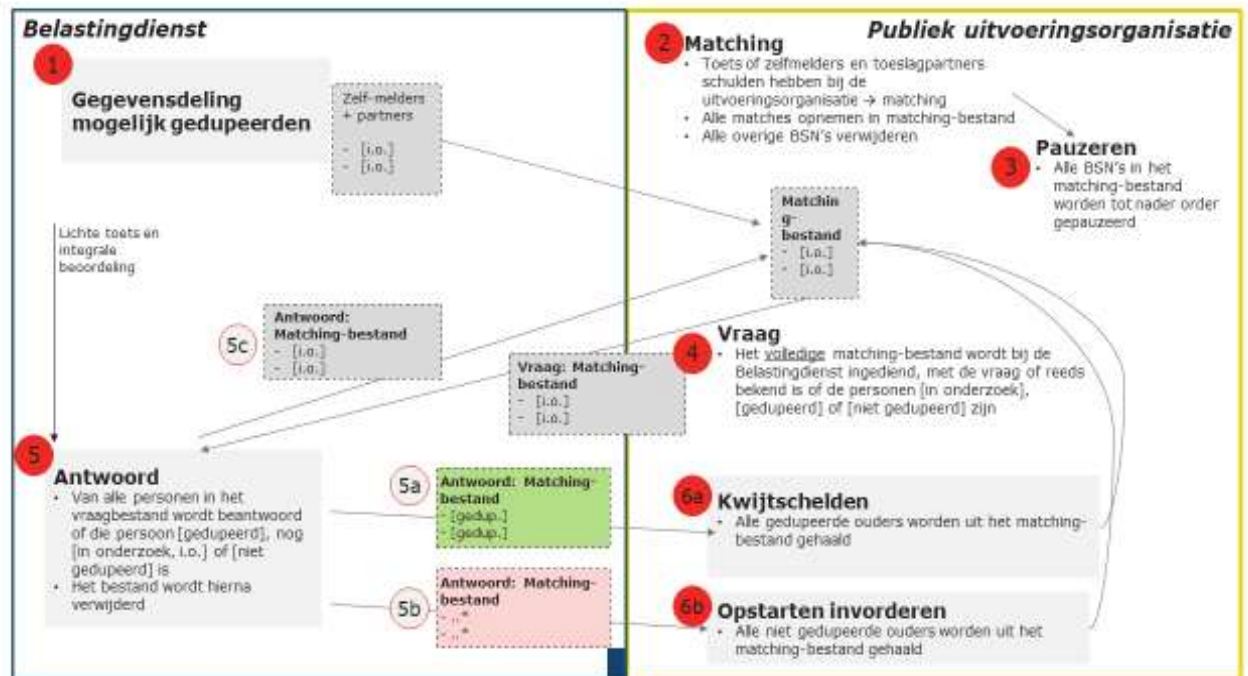 Belastingdienst
1
Gegevensdeling
mogelijk gedupeerden
Zelf-melders
+ partners
- [i.o.]
- [i.o.]
Lichte toets en
integrale
beoordeling
5c
Antwoord:
Matching-bestand
- [i.o.]
- [i.o.]
Vraag: Matching-
bestand
- [i.o.]
- [i.o.]
5
Antwoord
• Van alle personen in het
vraagbestand wordt beantwoord
of die persoon [gedupeerd], nog
[in onderzoek, i.o.] of [niet
gedupeerd] is
• Het bestand wordt hierna
verwijderd
5a
Antwoord: Matching-
bestand
- [gedup.]
- [gedup.]
5b
Antwoord: Matching-
bestand
- ..*
- ..*
Publiek uitvoeringsorganisatie
2
Matching
• Toets of zelfmelders en toeslagpartners
schulden hebben bij de
uitvoeringsorganisatie → matching
• Alle matches opnemen in matching-bestand
• Alle overige BSN's verwijderen
3
Pauzeren
• Alle BSN's in het
matching-bestand
worden tot nader order
gepauzeerd
Matchin
g-
bestand
- [i.o.]
- [i.o.]
4
Vraag
• Het volledige matching-bestand wordt bij de
Belastingdienst ingediend, met de vraag of reeds
bekend is of de personen [in onderzoek],
[gedupeerd] of [niet gedupeerd] zijn
6a
Kwijtschelden
• Alle gedupeerde ouders worden uit het matching-
bestand gehaald
6b
Opstarten invorderen
• Alle niet gedupeerde ouders worden uit het
matching-bestand gehaald